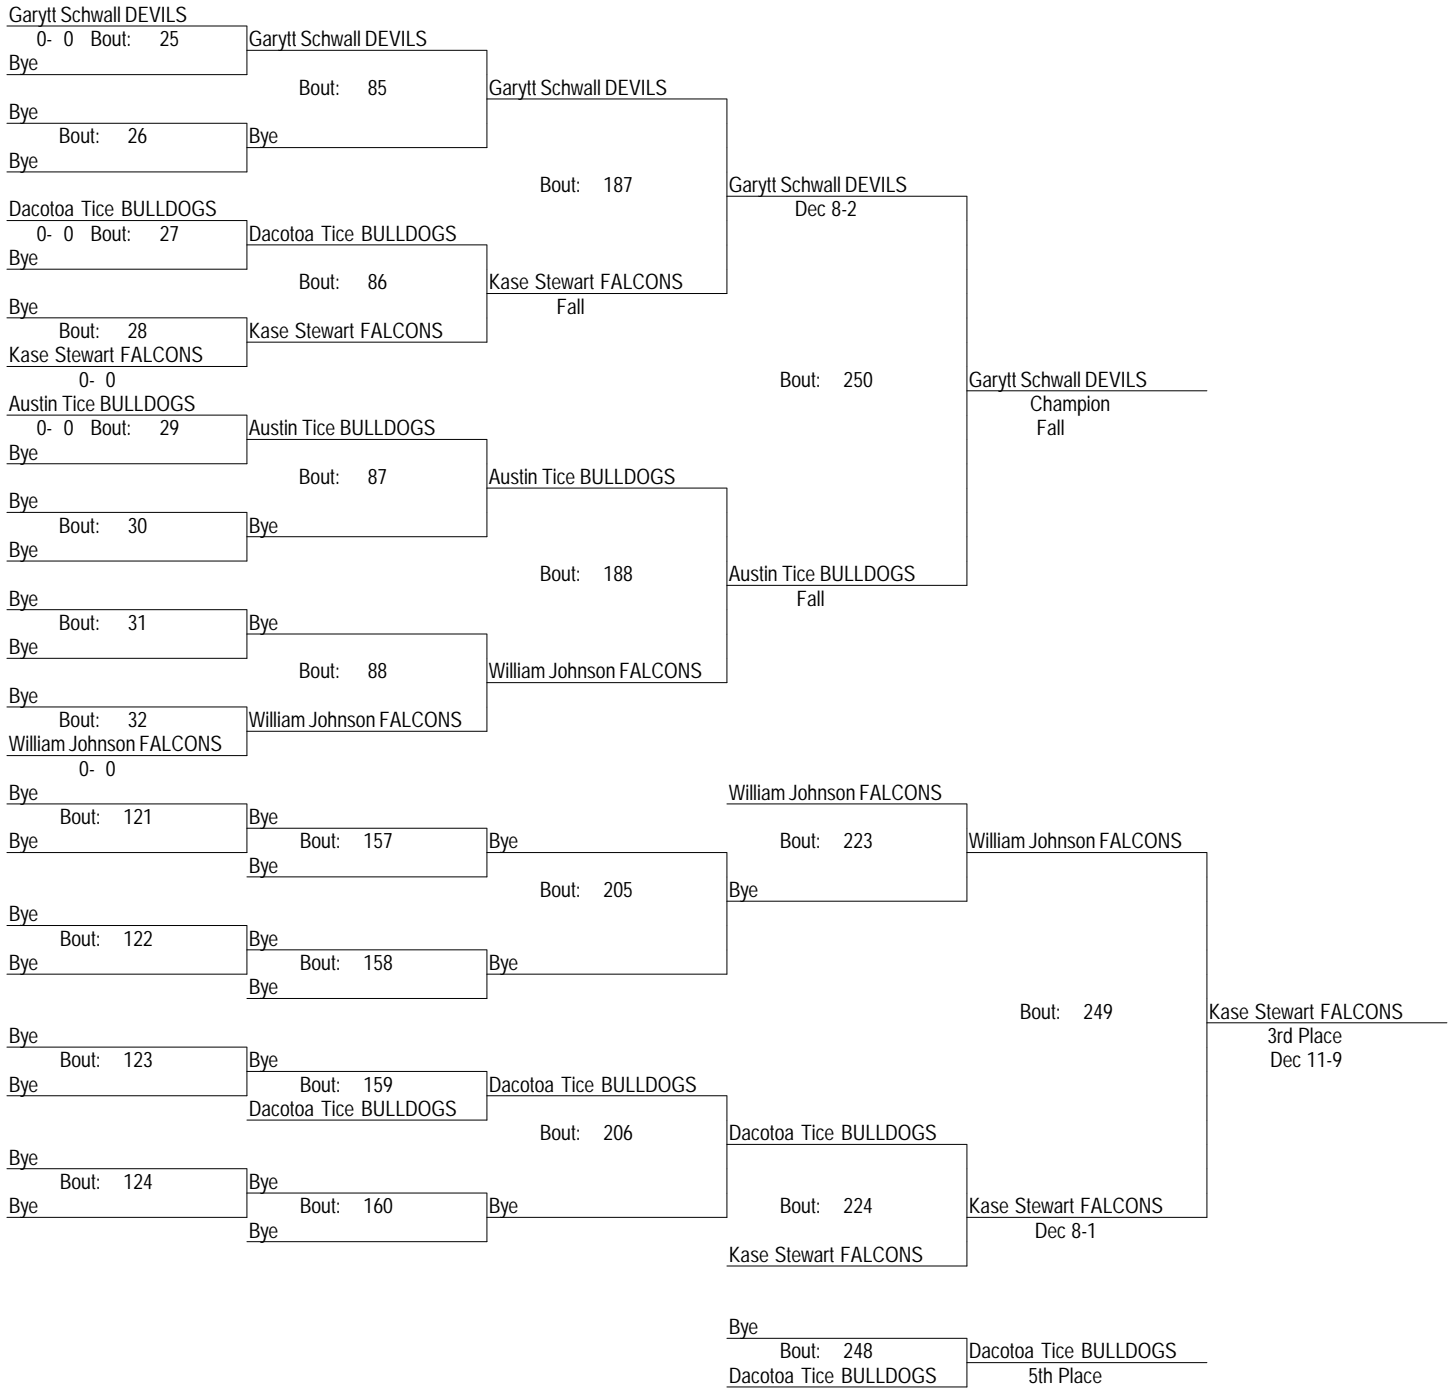 Garytt Schwall DEVILS
0- 0 Bout: 25 Garytt Schwall DEVILS
Bye
Bout: 85 Garytt Schwall DEVILS
Bye
Bout: 26 Bye
Bye
Bout: 187 Garytt Schwall DEVILS
Dec 8-2
Dacotoa Tice BULLDOGS
0- 0 Bout: 27 Dacotoa Tice BULLDOGS
Bye
Bout: 86 Kase Stewart FALCONS
Fall
Bye
Bout: 28 Kase Stewart FALCONS
Kase Stewart FALCONS
0- 0
Bout: 250 Garytt Schwall DEVILS
Champion
Fall
Austin Tice BULLDOGS
0- 0 Bout: 29 Austin Tice BULLDOGS
Bye
Bout: 87 Austin Tice BULLDOGS
Bye
Bout: 30 Bye
Bye
Bout: 188 Austin Tice BULLDOGS
Fall
Bye
Bout: 31 Bye
Bye
Bout: 88 William Johnson FALCONS
Bye
Bout: 32 William Johnson FALCONS
William Johnson FALCONS
0- 0
Bye
William Johnson FALCONS
Bout: 121 Bye
Bye
Bout: 157 Bye
Bout: 223 William Johnson FALCONS
Bye
Bout: 205 Bye
Bye
Bout: 122 Bye
Bye
Bout: 158 Bye
Bye
Bout: 249 Kase Stewart FALCONS
3rd Place
Dec 11-9
Bye
Bout: 123 Bye
Bye
Bout: 159 Dacotoa Tice BULLDOGS
Dacotoa Tice BULLDOGS
Bout: 206 Dacotoa Tice BULLDOGS
Bye
Bout: 124 Bye
Bye
Bout: 160 Bye
Bout: 224 Kase Stewart FALCONS
Dec 8-1
Bye
Kase Stewart FALCONS
Bye
Bout: 248 Dacotoa Tice BULLDOGS
Dacotoa Tice BULLDOGS
5th Place